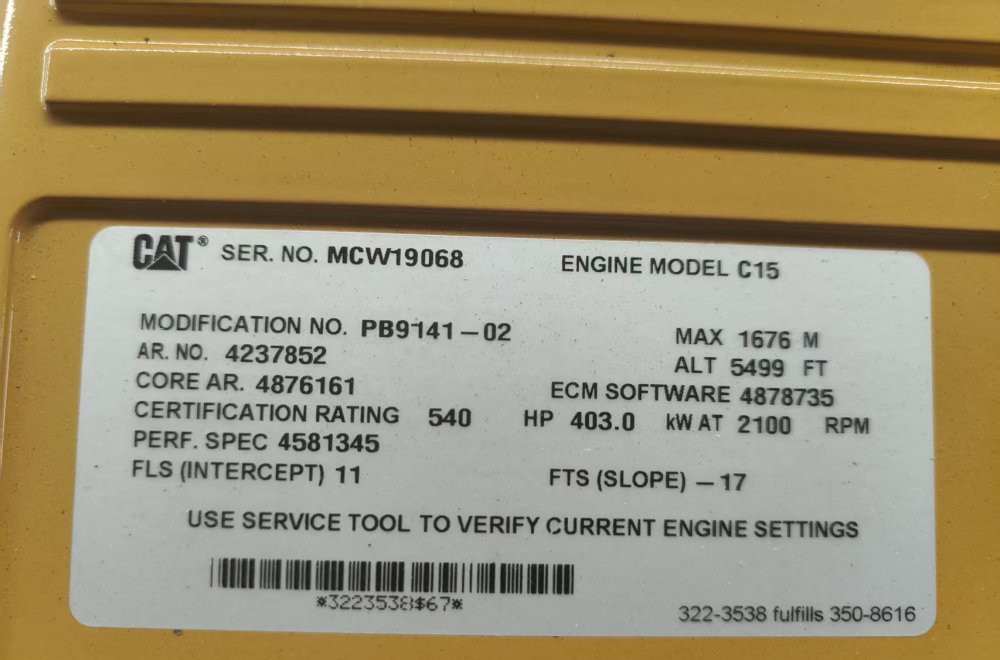 CAT® SER. NO. MCW19068 ENGINE MODEL C15
MODIFICATION NO. PB9141-02 MAX 1676 M
AR. NO. 4237852 ALT 5499 FT
CORE AR. 4876161 ECM SOFTWARE 4878735
CERTIFICATION RATING 540 HP 403.0 kW AT 2100 RPM
PERF. SPEC 4581345
FLS (INTERCEPT) 11 FTS (SLOPE) -17
USE SERVICE TOOL TO VERIFY CURRENT ENGINE SETTINGS
*3223538$67*
322-3538 fulfills 350-8616